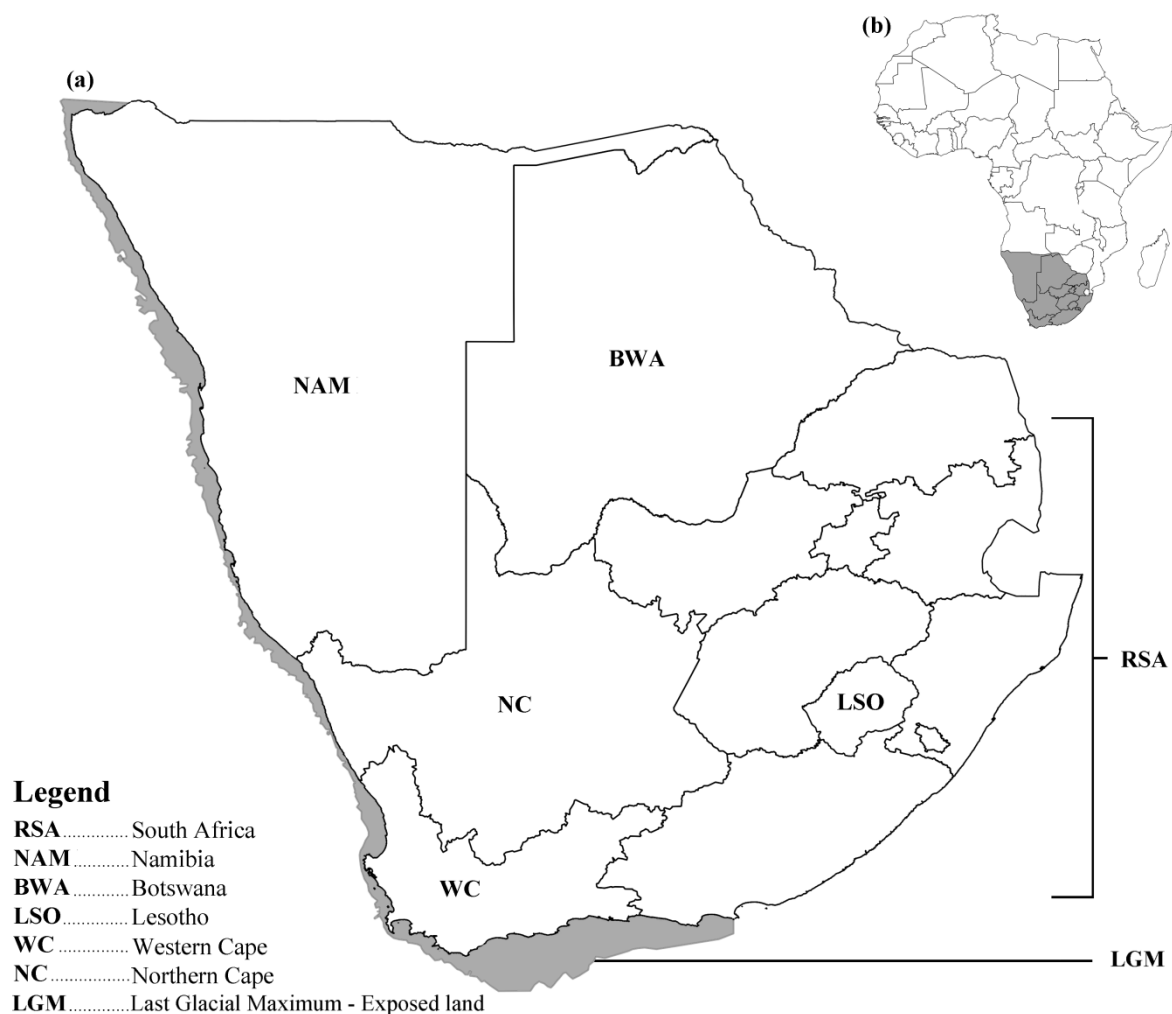 (b)
(a)
BWA
NAM
RSA
LSO
NC
WC
LGM
Legend
RSA.............South Africa
NAM...........Namibia
BWA...........Botswana
LSO.............Lesotho
WC..............Western Cape
NC...............Northern Cape
LGM............Last Glacial Maximum - Exposed land